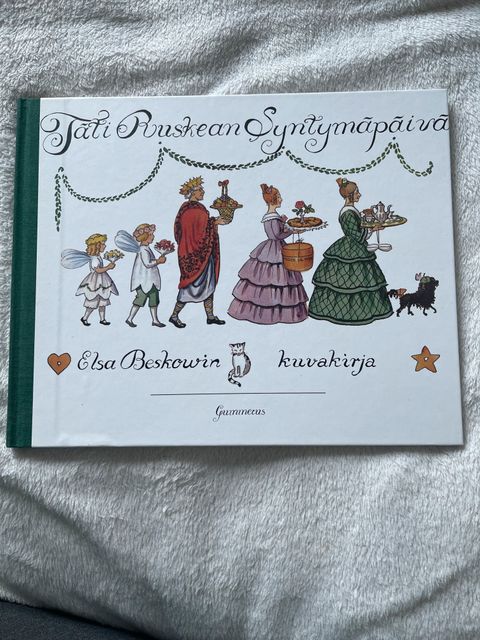 Täti Ruskean Syntymäpäivä
Elsa Beskowin kuvakirja
Gummerus